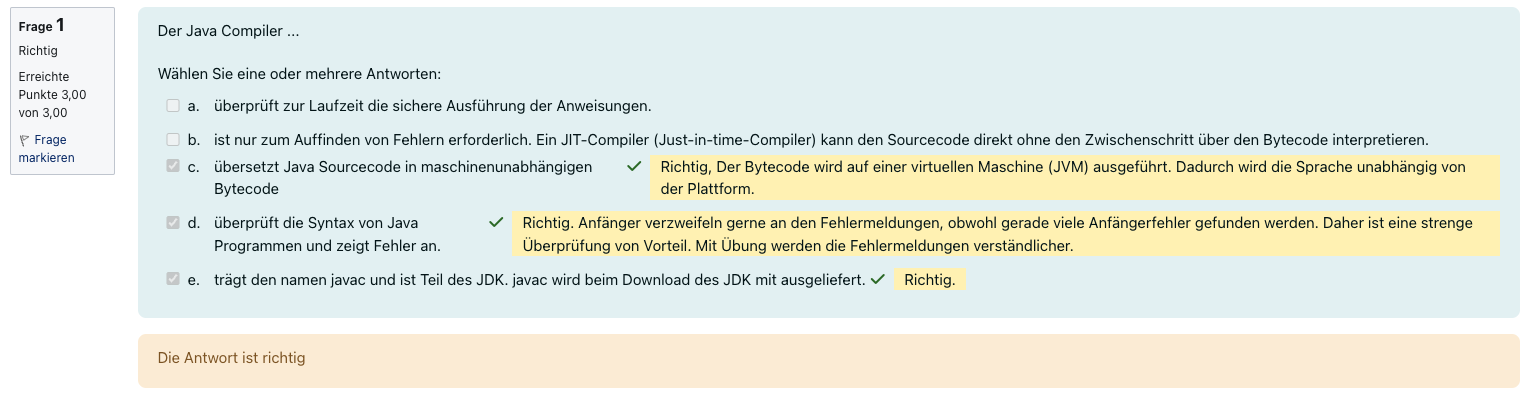 Frage 1
Richtig
Erreichte
Punkte 3,00
von 3,00
Frage
markieren
Der Java Compiler ...
Wählen Sie eine oder mehrere Antworten:
a. überprüft zur Laufzeit die sichere Ausführung der Anweisungen.
b. ist nur zum Auffinden von Fehlern erforderlich. Ein JIT-Compiler (Just-in-time-Compiler) kann den Sourcecode direkt ohne den Zwischenschritt über den Bytecode interpretieren.
c. übersetzt Java Sourcecode in maschinenunabhängigen
Bytecode
Richtig, Der Bytecode wird auf einer virtuellen Maschine (JVM) ausgeführt. Dadurch wird die Sprache unabhängig von
der Plattform.
d. überprüft die Syntax von Java
Programmen und zeigt Fehler an.
Richtig. Anfänger verzweifeln gerne an den Fehlermeldungen, obwohl gerade viele Anfängerfehler gefunden werden. Daher ist eine strenge
Überprüfung von Vorteil. Mit Übung werden die Fehlermeldungen verständlicher.
e. trägt den namen javac und ist Teil des JDK. javac wird beim Download des JDK mit ausgeliefert. Richtig.
Die Antwort ist richtig